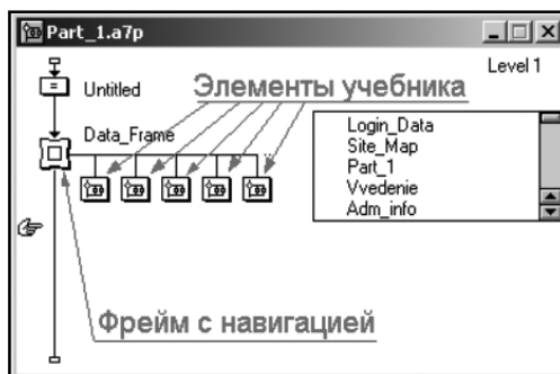 Part_1.a7p
Level 1
=
Untitled
Элементы учебника
Data_Frame
Login_Data
Site_Map
Part_1
Vvedenie
Adm_info
Фрейм с навигацией